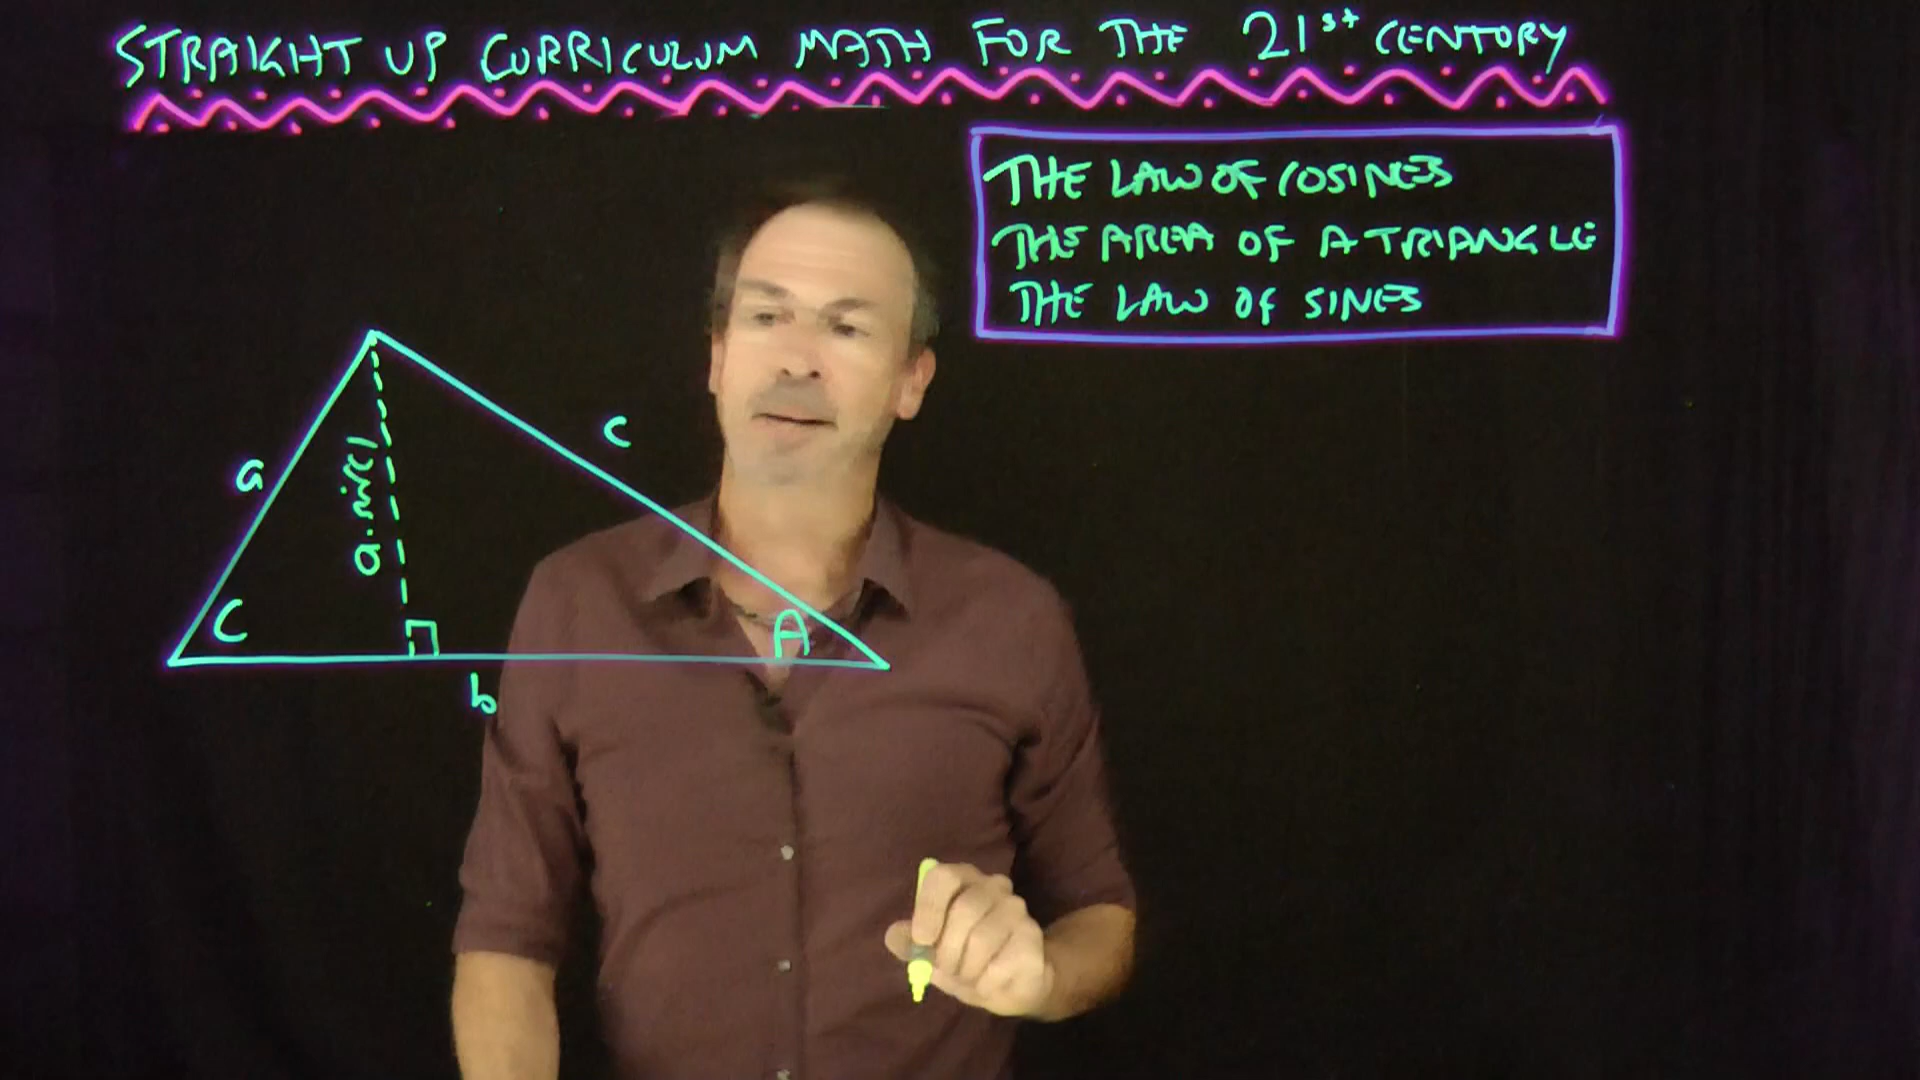 STRAIGHT UP CURRICULUM MATH FOR THE 21st CENTURY
THE LAW OF COSINES
THE AREA OF A TRIANGLE
THE LAW OF SINES
c
a
a·sin(C)
C
A
b